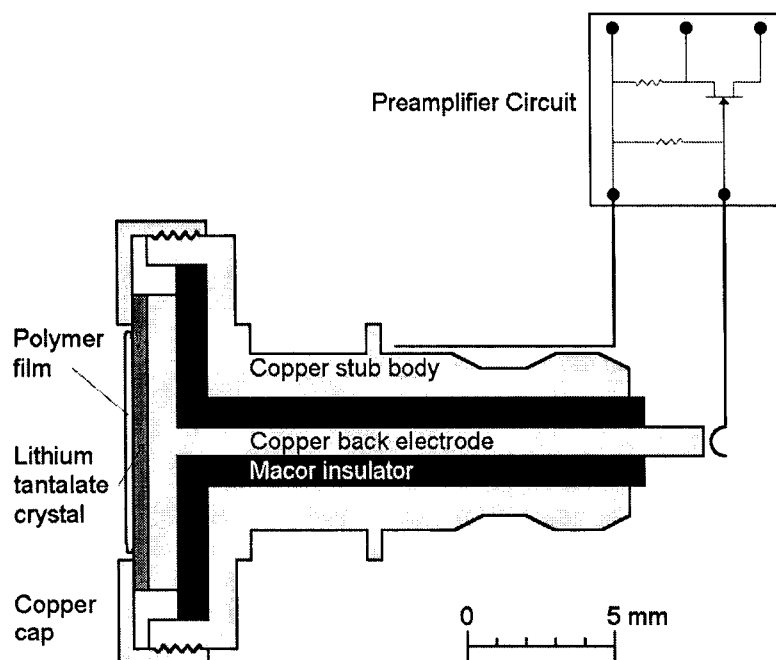 Preamplifier Circuit
Polymer
film
Copper stub body
Copper back electrode
Lithium
tantalate
crystal
Macor insulator
Copper
cap
0 5 mm